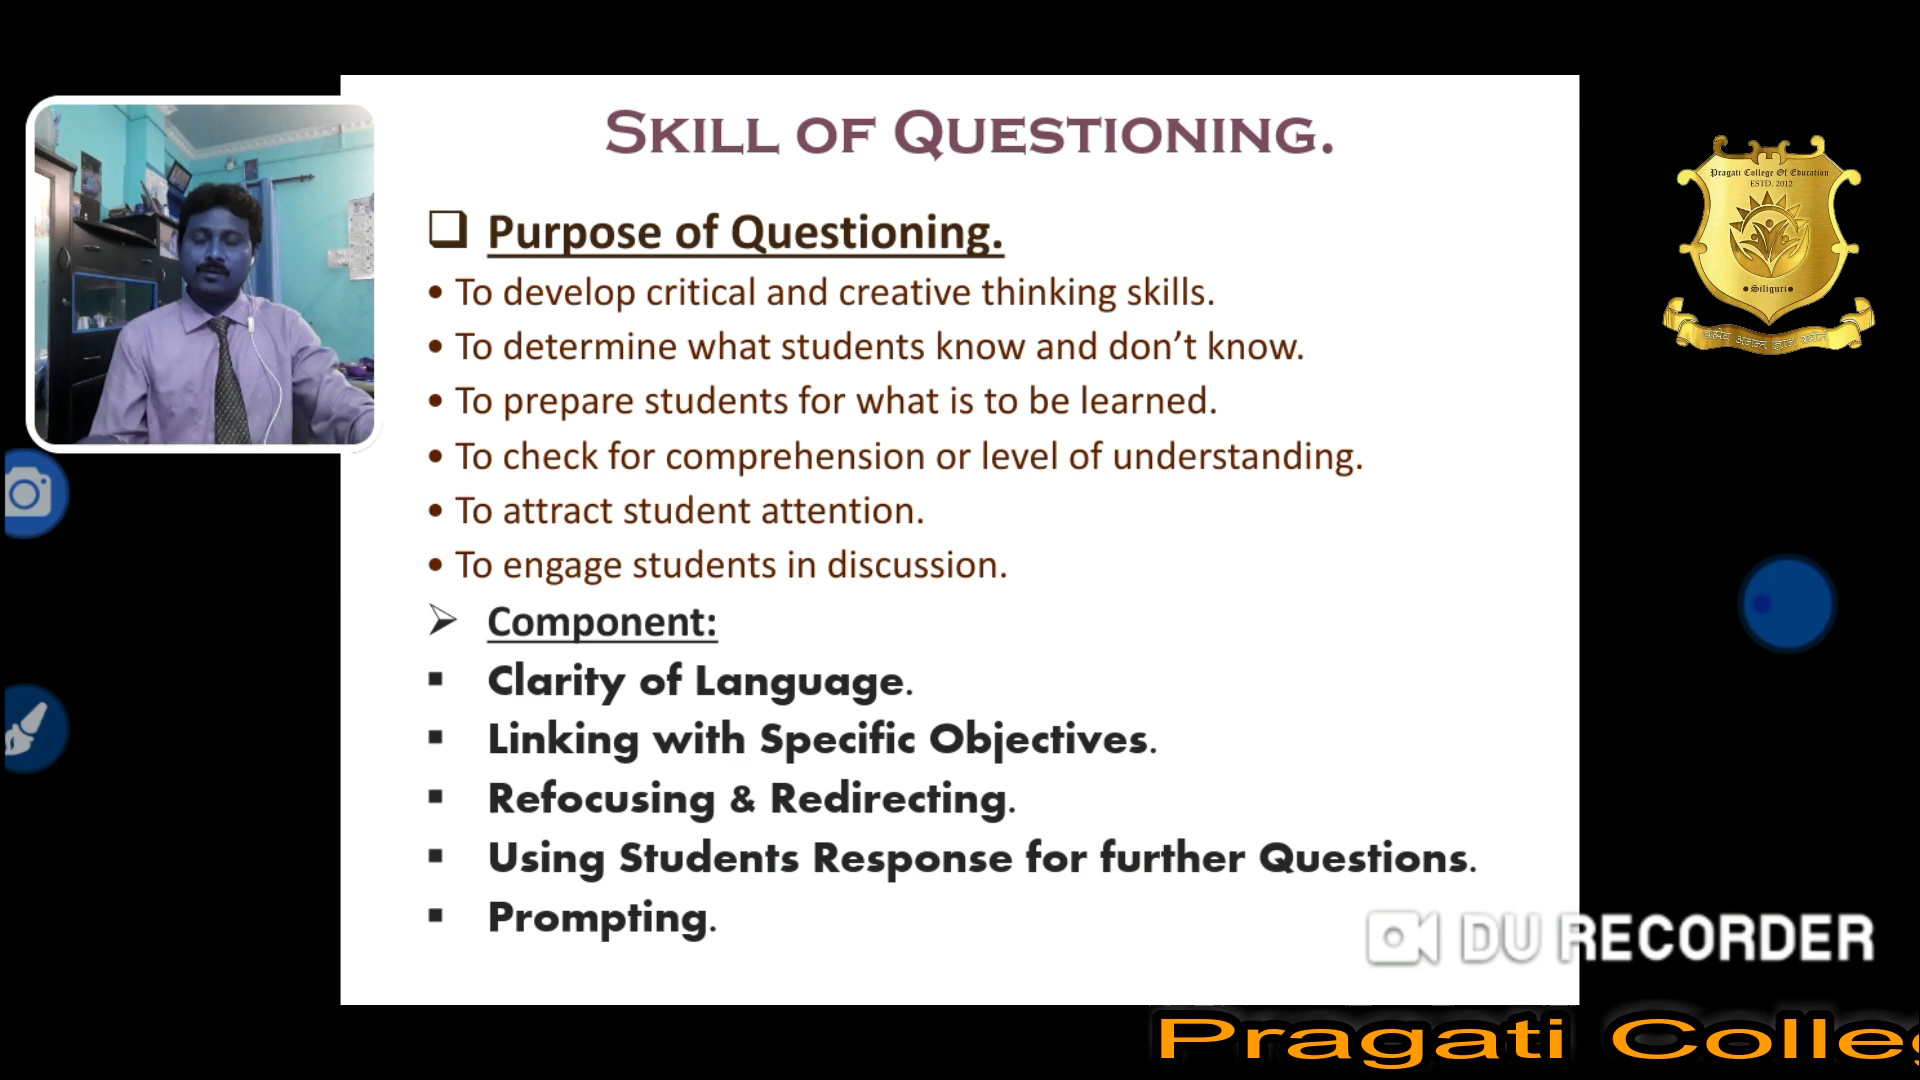 Skill of Questioning.
Purpose of Questioning.
• To develop critical and creative thinking skills.
• To determine what students know and don’t know.
• To prepare students for what is to be learned.
• To check for comprehension or level of understanding.
• To attract student attention.
• To engage students in discussion.
Component:
Clarity of Language.
Linking with Specific Objectives.
Refocusing & Redirecting.
Using Students Response for further Questions.
Prompting.
Pragati College Of Education
ESTD. 2012
•Siliguri•
DU RECORDER
Pragati Colleg